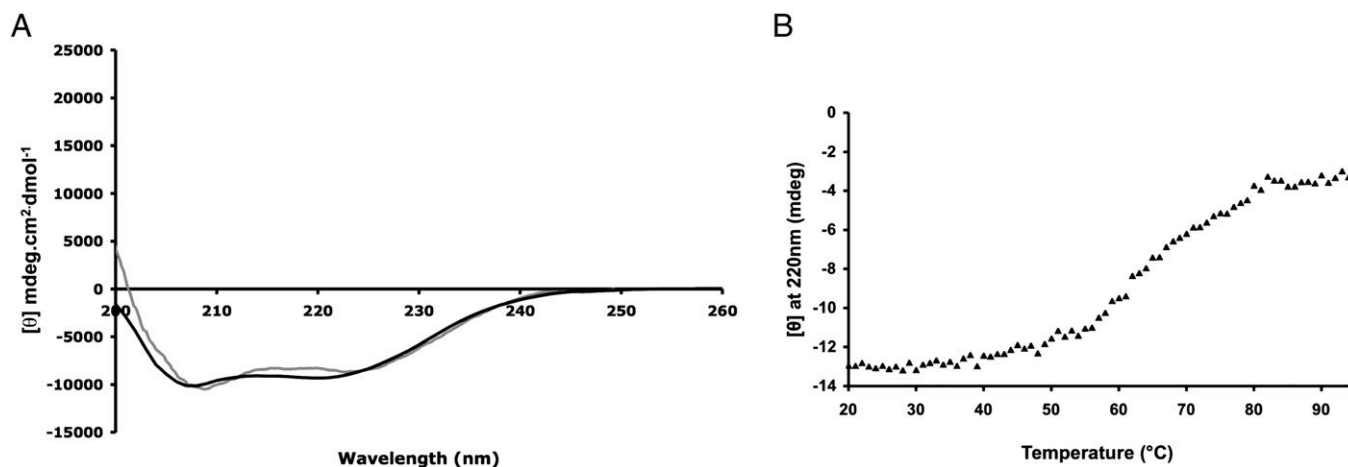 A
25000
20000
15000
10000
5000
0
-5000
-10000
-15000
200 210 220 230 240 250 260
[θ] mdeg.cm²·dmol⁻¹
Wavelength (nm)
B
0
-2
-4
-6
-8
-10
-12
-14
20 30 40 50 60 70 80 90
[θ] at 220nm (mdeg)
Temperature (°C)